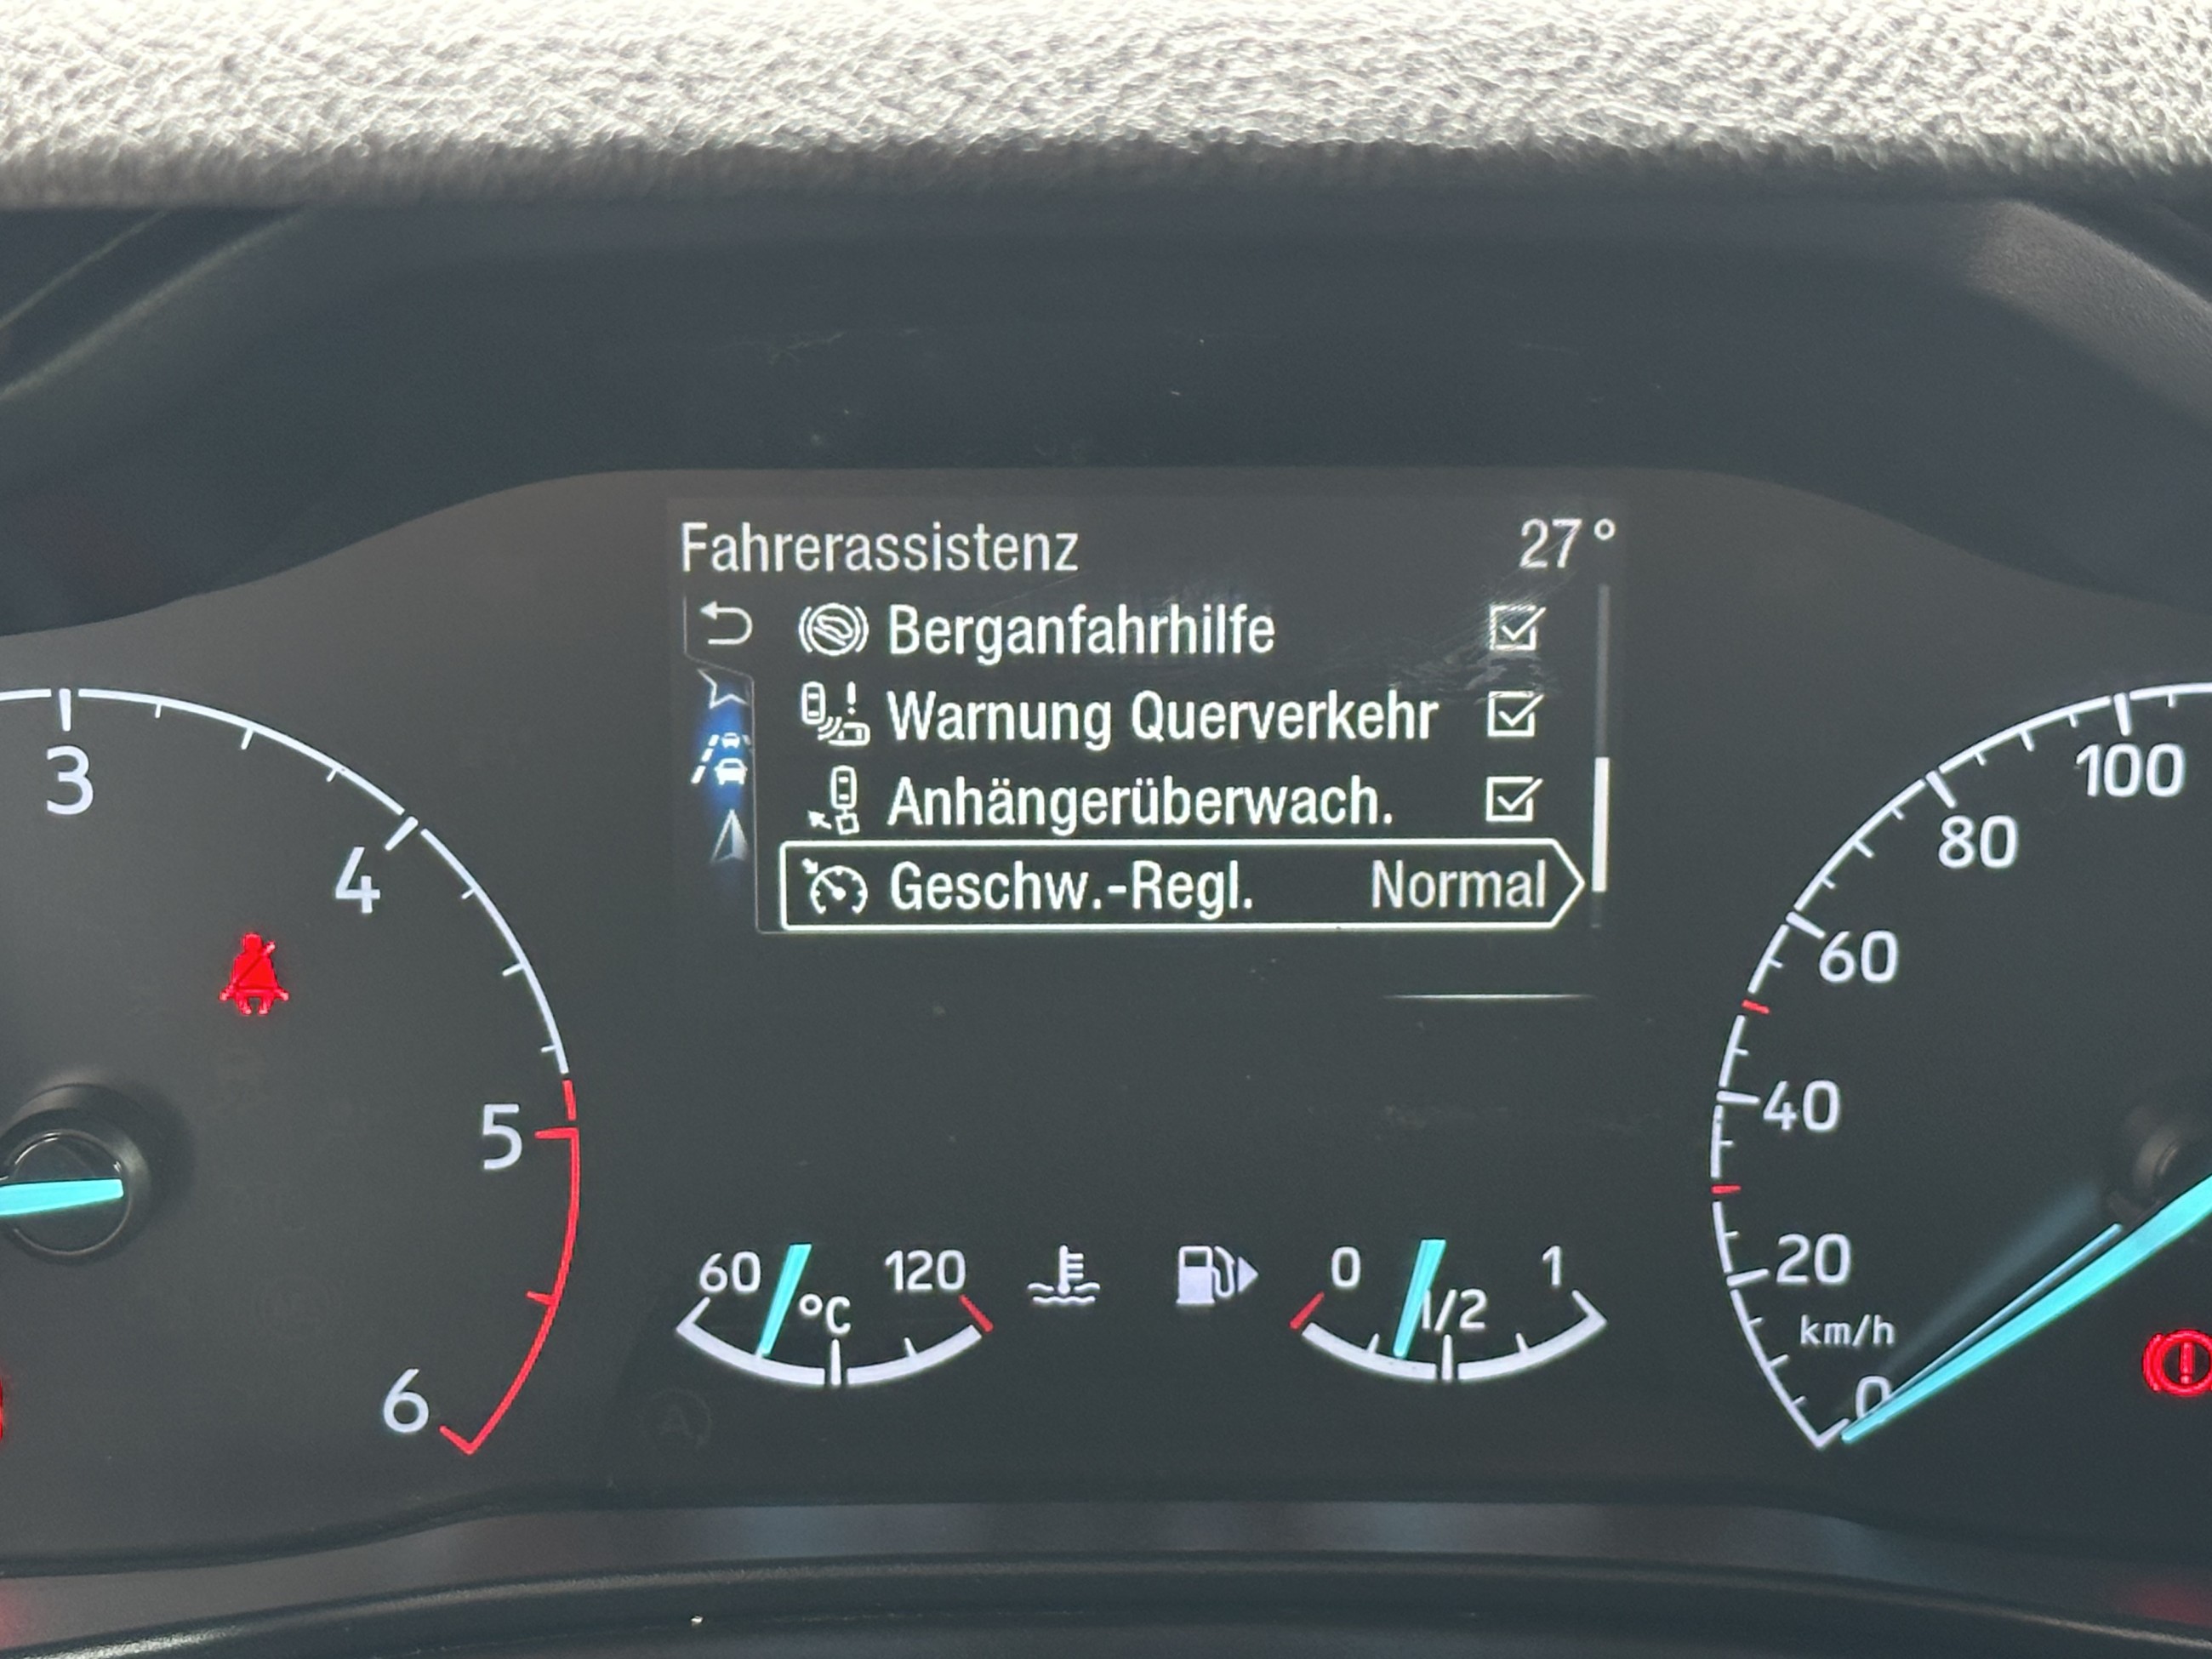 Fahrerassistenz 27°
Berganfahrhilfe
Warnung Querverkehr
Anhängerüberwach.
Geschw.-Regl. Normal
3
4
5
6
60 120
°C
0 1
1/2
100
80
60
40
20
km/h
0